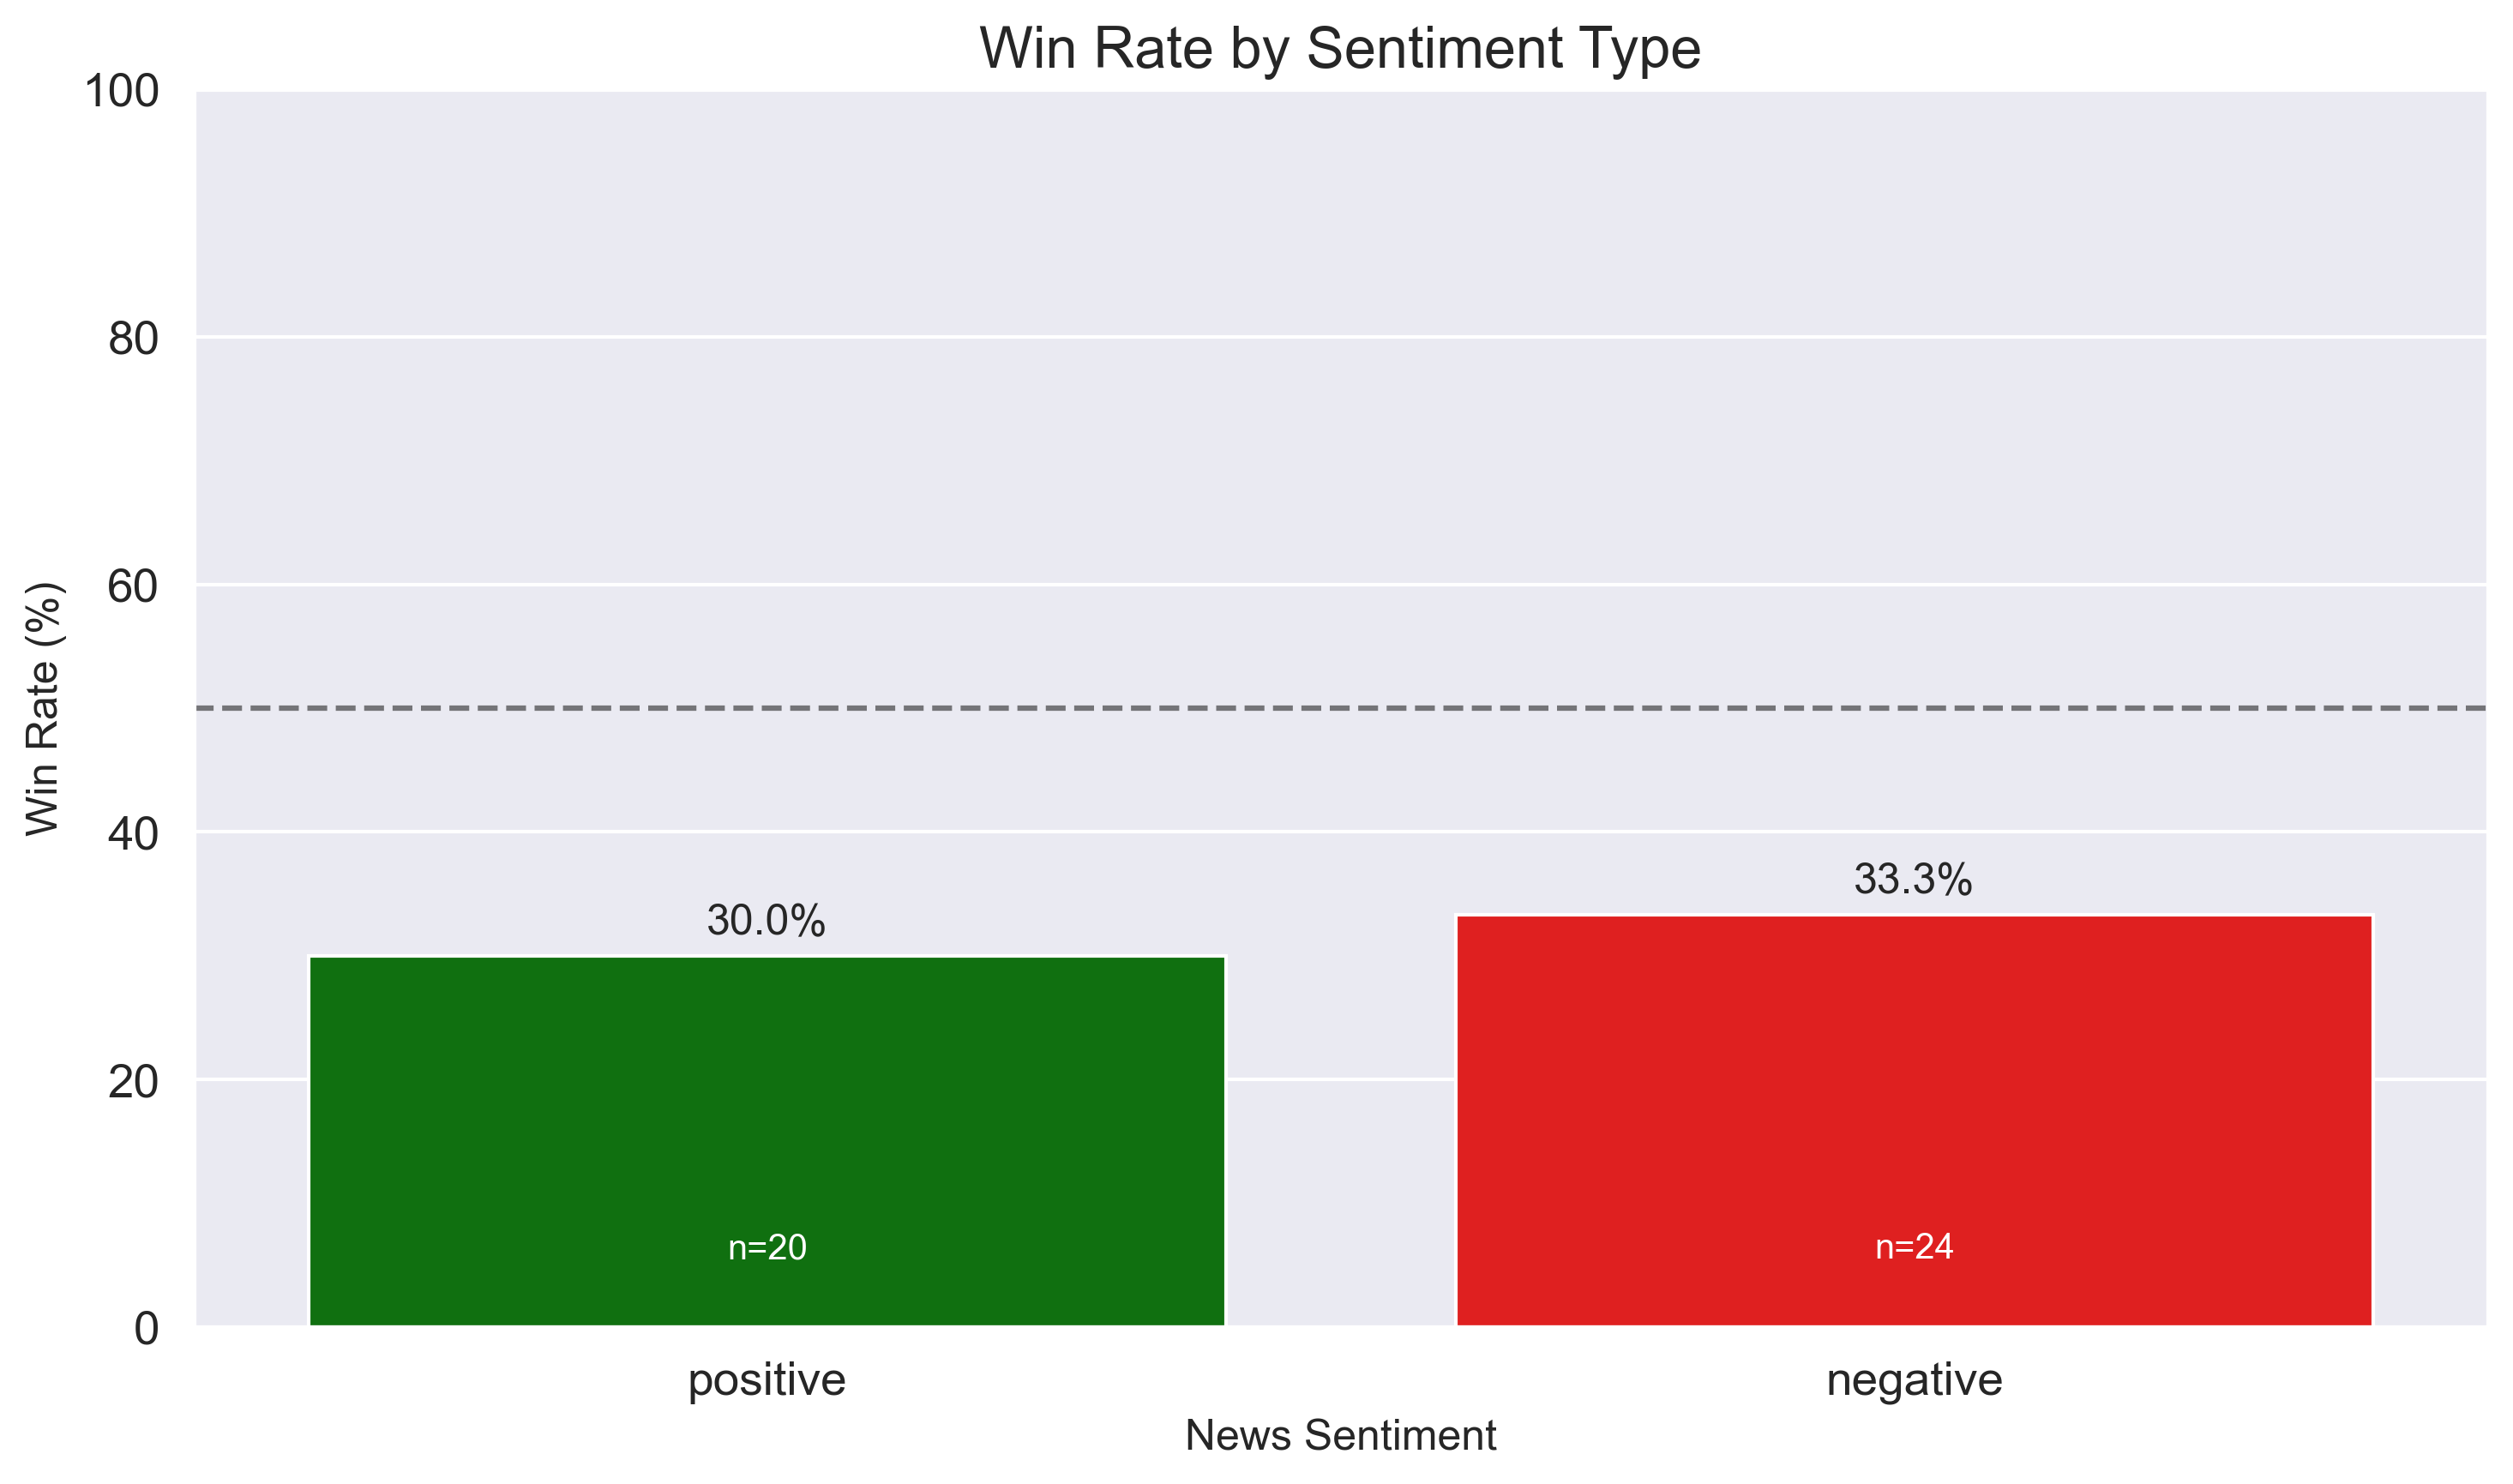 Win Rate by Sentiment Type
100
80
60
40
20
0
Win Rate (%)
30.0%
33.3%
n=20
n=24
positive
negative
News Sentiment